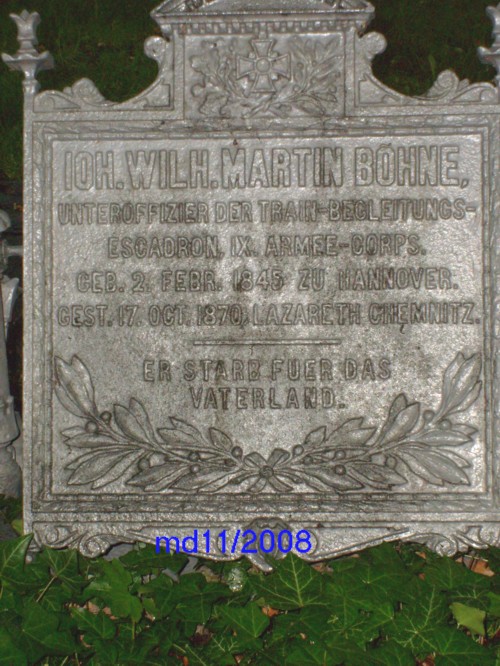 IOH. WILH. MARTIN BÖHNE,
UNTEROFFIZIER DER TRAIN-BEGLEITUNGS-
ESCADRON, IX. ARMEE-CORPS.
GEB. 2. FEBR. 1845 ZU HANNOVER.
GEST. 17. OCT. 1870, LAZARETH CHEMNITZ.
ER STARB FUER DAS
VATERLAND.
md11/2008